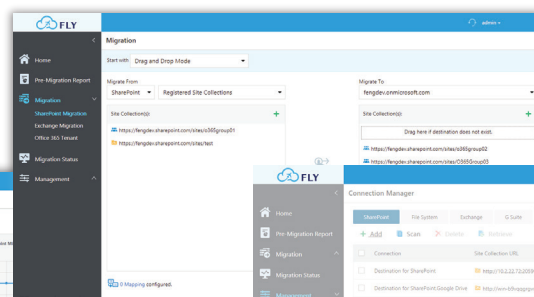 FLY
admin
Home
Pre-Migration Report
Migration
SharePoint Migration
Exchange Migration
Office 365 Tenant
Migration Status
Management
Migration
Start with Drag and Drop Mode
Migrate From
SharePoint Registered Site Collections
Site Collection(s):
https://fengdev.sharepoint.com/sites/o365group01
https://fengdev.sharepoint.com/sites/test
0 Mapping configured.
Migrate To
fengdev.onmicrosoft.com
Site Collection(s):
Drag here if destination does not exist.
https://fengdev.sharepoint.com/sites/o365group02
https://fengdev.sharepoint.com/sites/O365Group03
FLY
Home
Pre-Migration Report
Migration
Migration Status
Management
Connection Manager
SharePoint File System Exchange G Suite
+ Add Scan Delete Retrieve
Connection Site Collection URL
Destination for SharePoint
Destination for SharePoint Google Drive